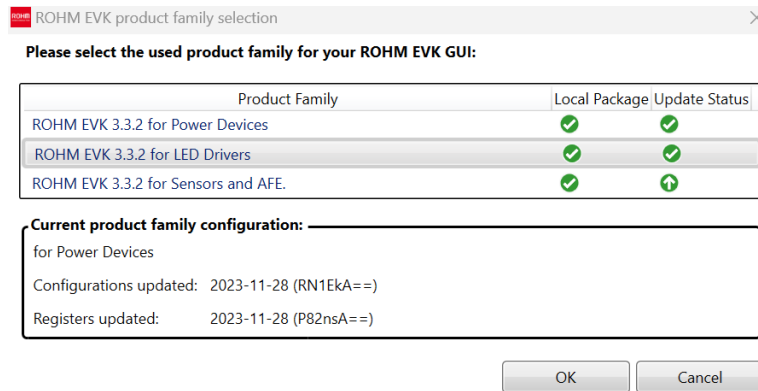 ROHM
ROHM EVK product family selection
Please select the used product family for your ROHM EVK GUI:
Product Family Local Package Update Status
ROHM EVK 3.3.2 for Power Devices
ROHM EVK 3.3.2 for LED Drivers
ROHM EVK 3.3.2 for Sensors and AFE.
Current product family configuration:
for Power Devices
Configurations updated: 2023-11-28 (RN1EkA==)
Registers updated: 2023-11-28 (P82nsA==)
OK Cancel